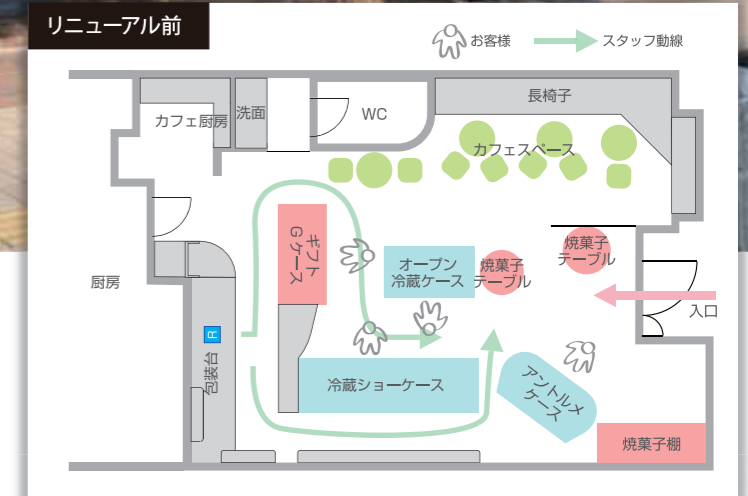 リニューアル前
お客様
スタッフ動線
長椅子
洗面
WC
カフェ厨房
カフェスペース
ギフト
Gケース
焼菓子
テーブル
オープン
冷蔵ケース
焼菓子
テーブル
厨房
入口
R
包装台
冷蔵ショーケース
アントルメ
ケース
焼菓子棚